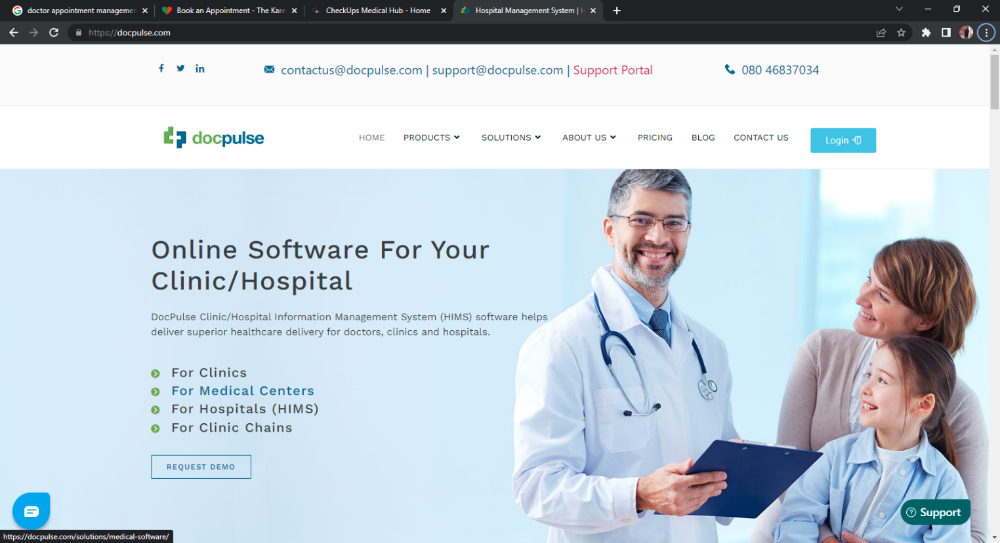 doctor appointment managemen
Book an Appointment - The Kare
CheckUps Medical Hub - Home
Hospital Management System | H
https://docpulse.com
contactus@docpulse.com | support@docpulse.com | Support Portal
080 46837034
docpulse
HOME
PRODUCTS
SOLUTIONS
ABOUT US
PRICING
BLOG
CONTACT US
Login
Online Software For Your
Clinic/Hospital
DocPulse Clinic/Hospital Information Management System (HIMS) software helps
deliver superior healthcare delivery for doctors, clinics and hospitals.
For Clinics
For Medical Centers
For Hospitals (HIMS)
For Clinic Chains
REQUEST DEMO
Support
https://docpulse.com/solutions/medical-software/